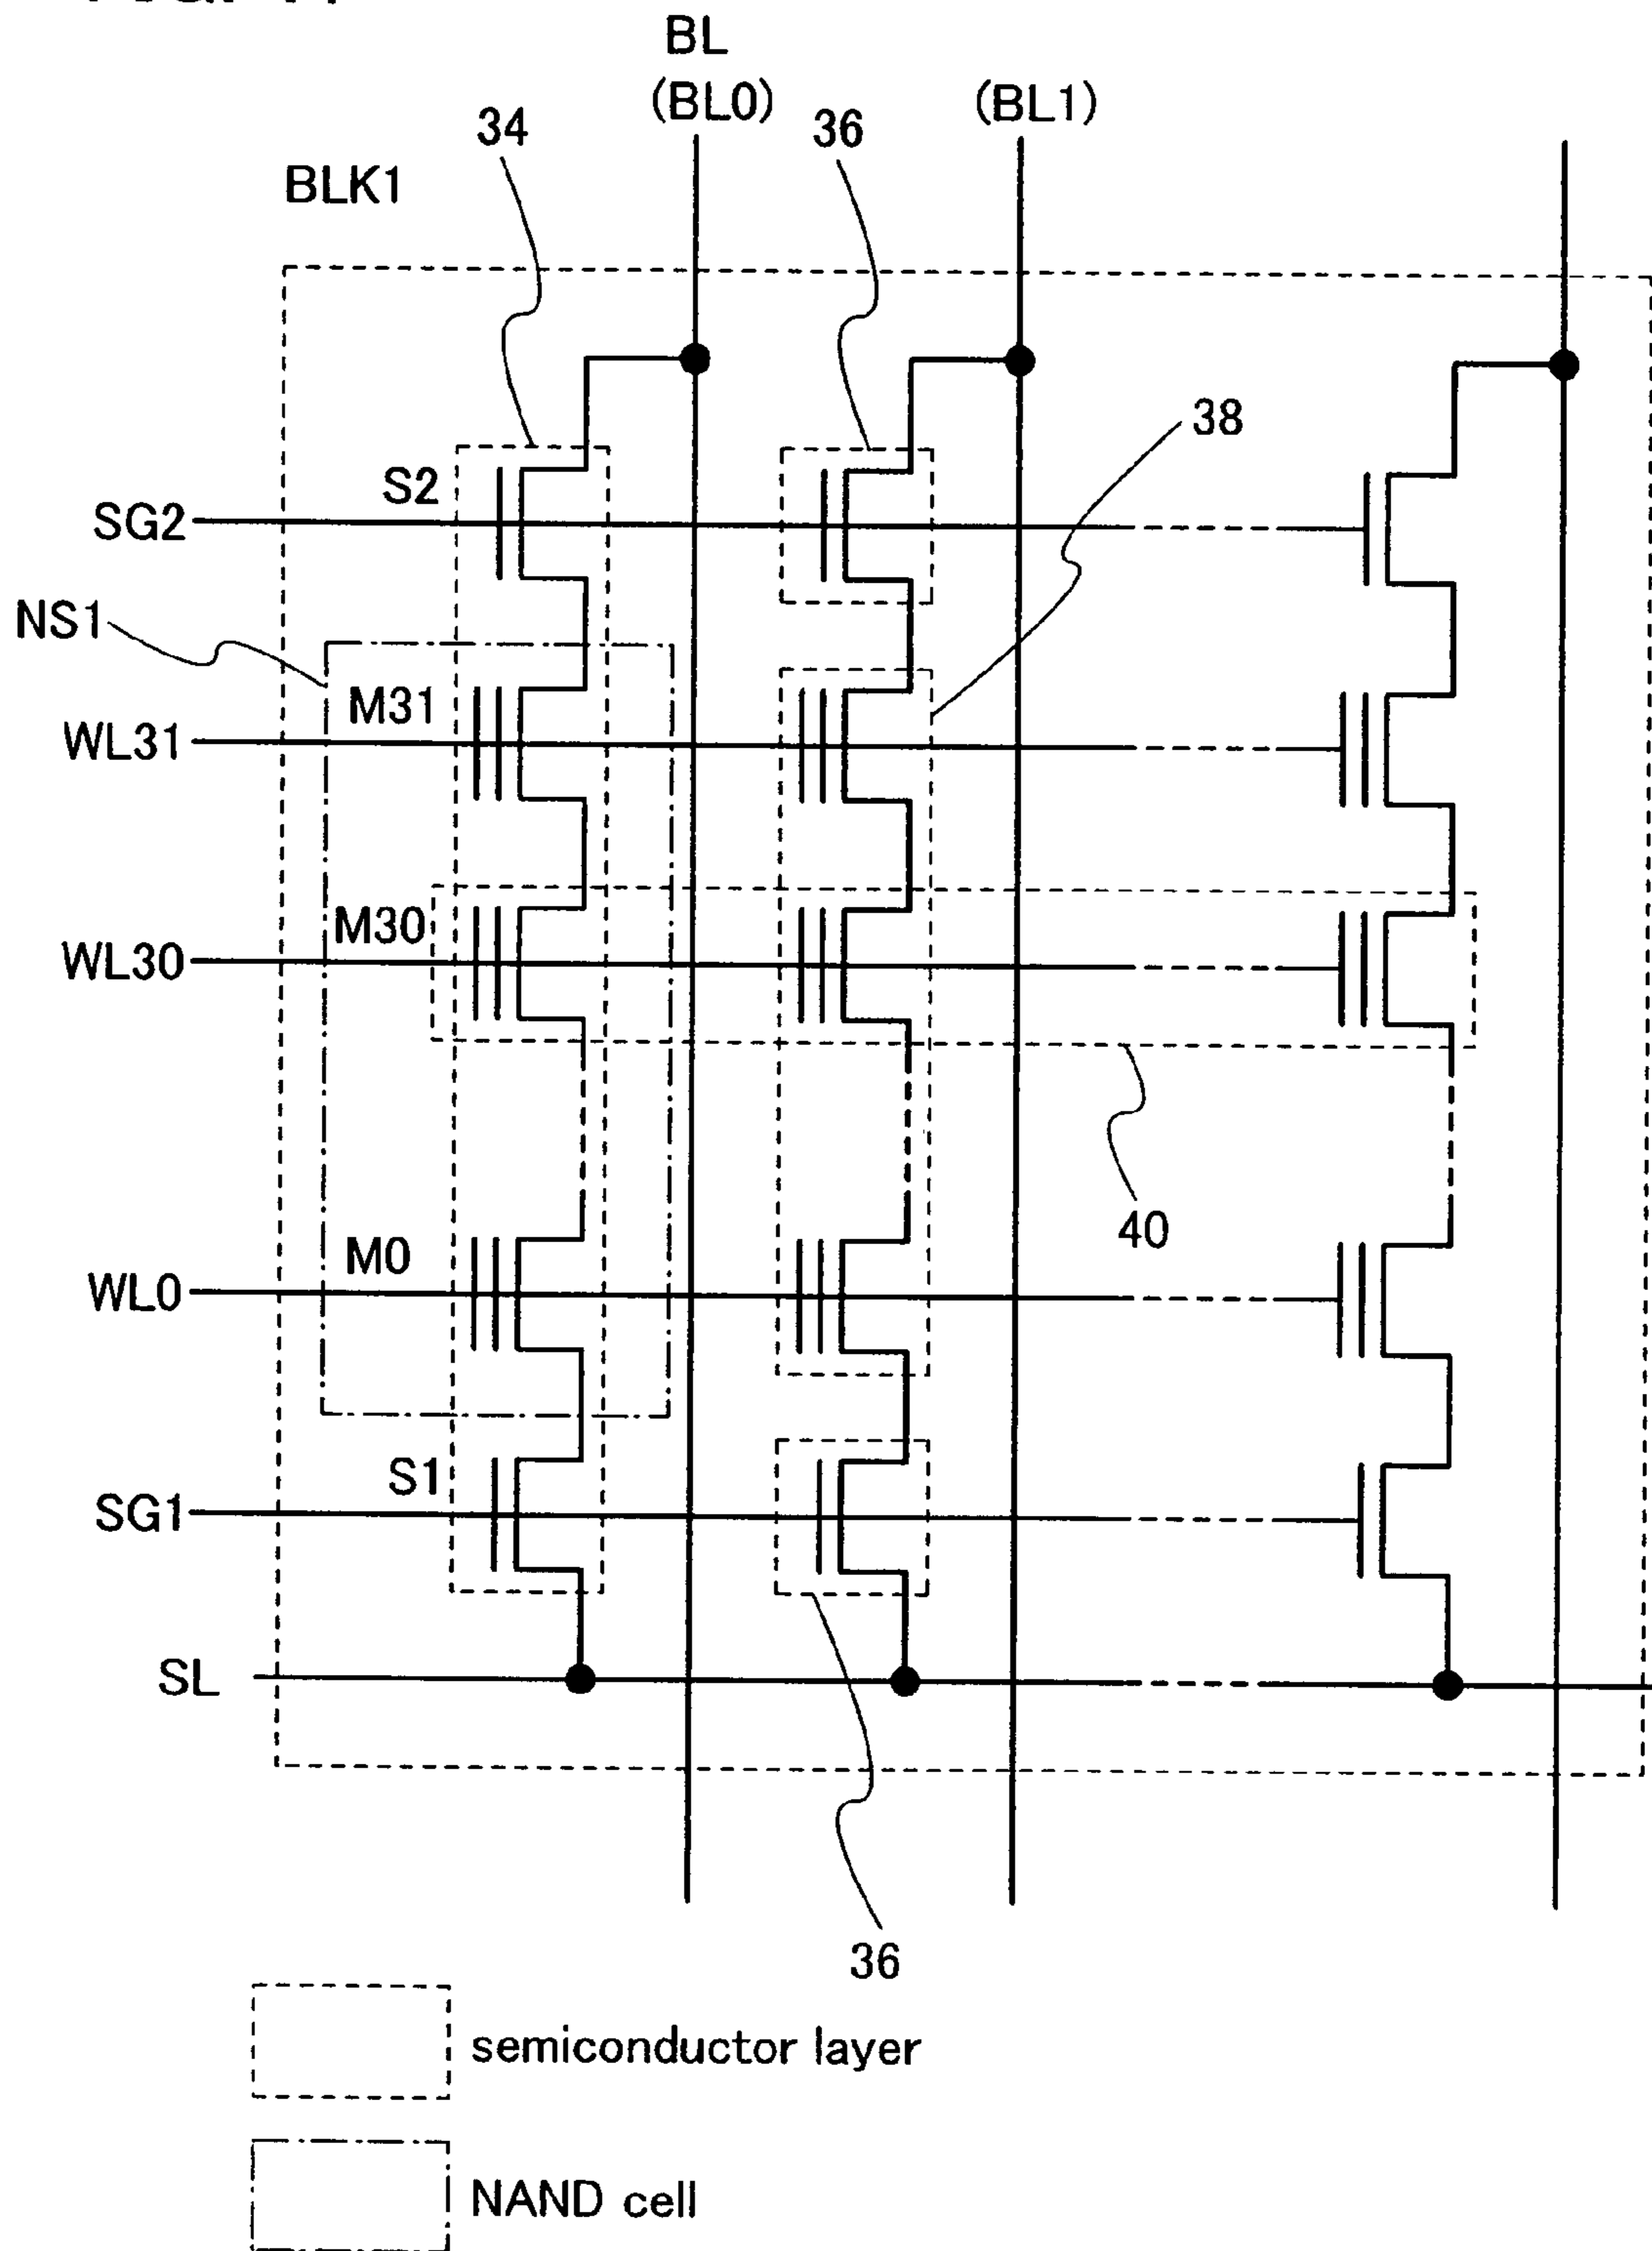 BL
(BL0)
(BL1)
34
36
BLK1
38
S2
SG2
NS1
M31
WL31
M30
WL30
40
M0
WL0
S1
SG1
SL
36
semiconductor layer
NAND cell